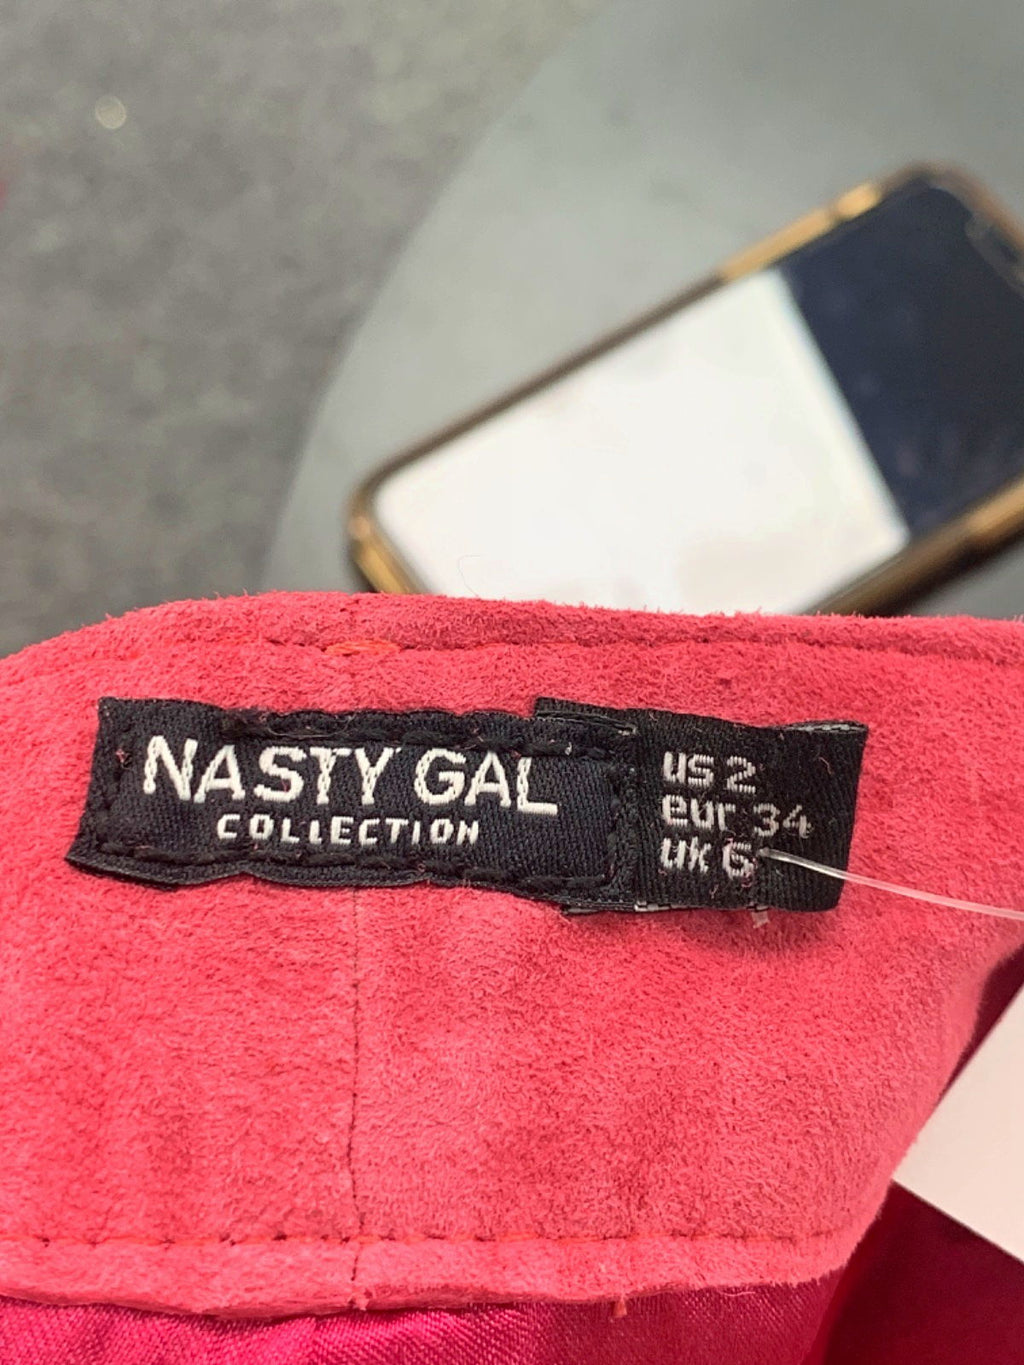 NASTY GAL
COLLECTION
us 2
eur 34
uk 6